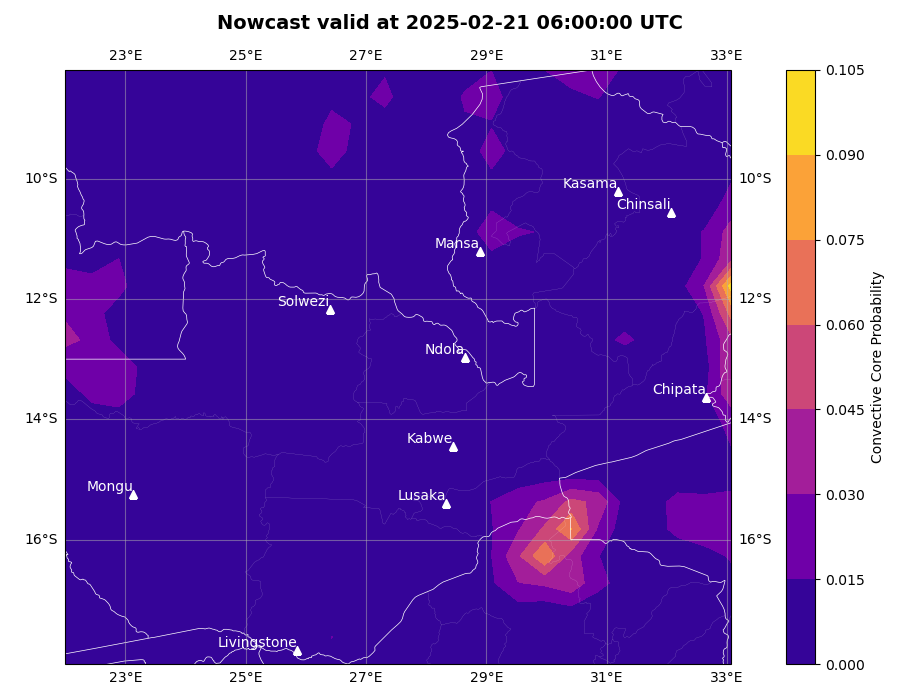 Nowcast valid at 2025-02-21 06:00:00 UTC
23°E 25°E 27°E 29°E 31°E 33°E
0.105
0.090
10°S 10°S
Kasama
Chinsali
Mansa
0.075
12°S 12°S
Solwezi
0.060
Ndola
Chipata
0.045
14°S 14°S
Kabwe
Mongu
Lusaka
0.030
16°S 16°S
0.015
Livingstone
0.000
23°E 25°E 27°E 29°E 31°E 33°E
Convective Core Probability